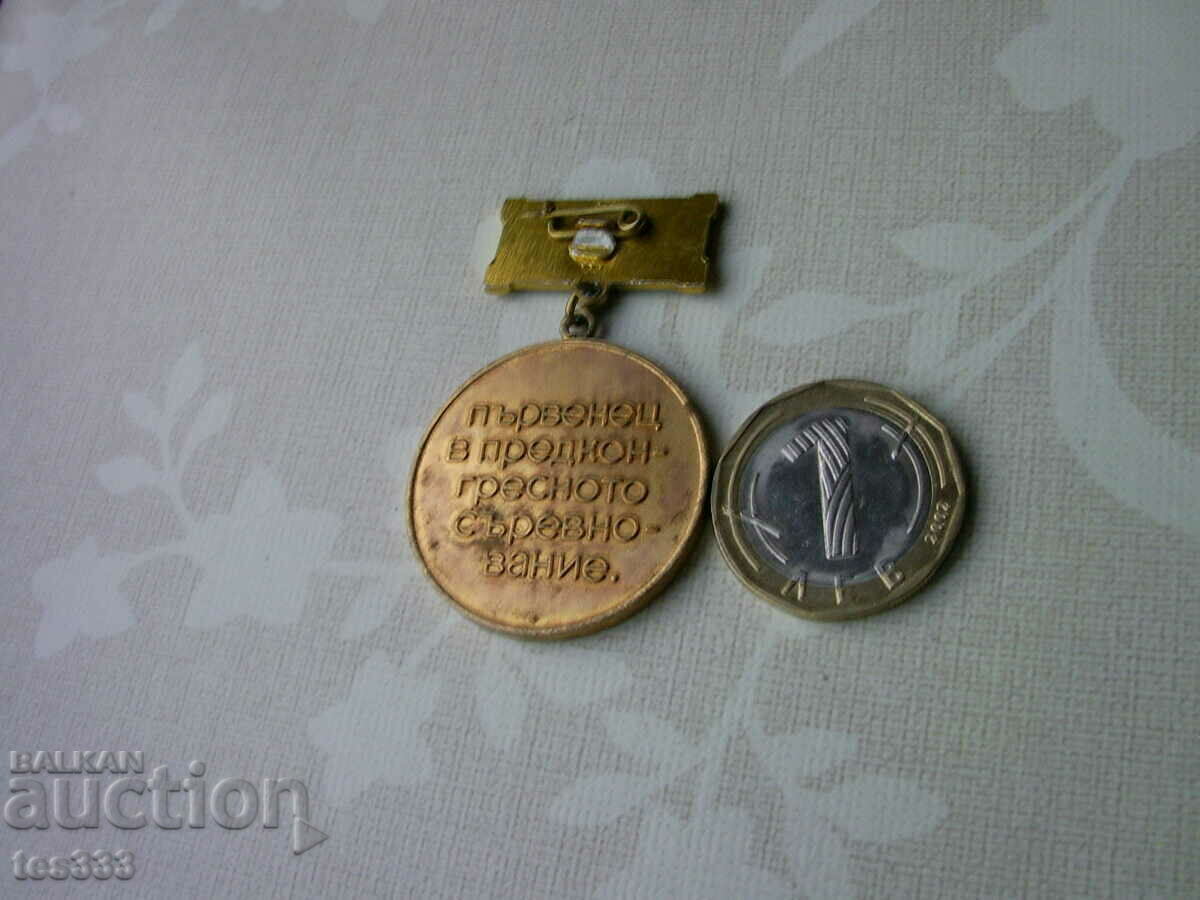 първенец
в предкон-
гресното
съревно-
вание.
1
ЛЕВ
2002
BALKAN
auction
tes333